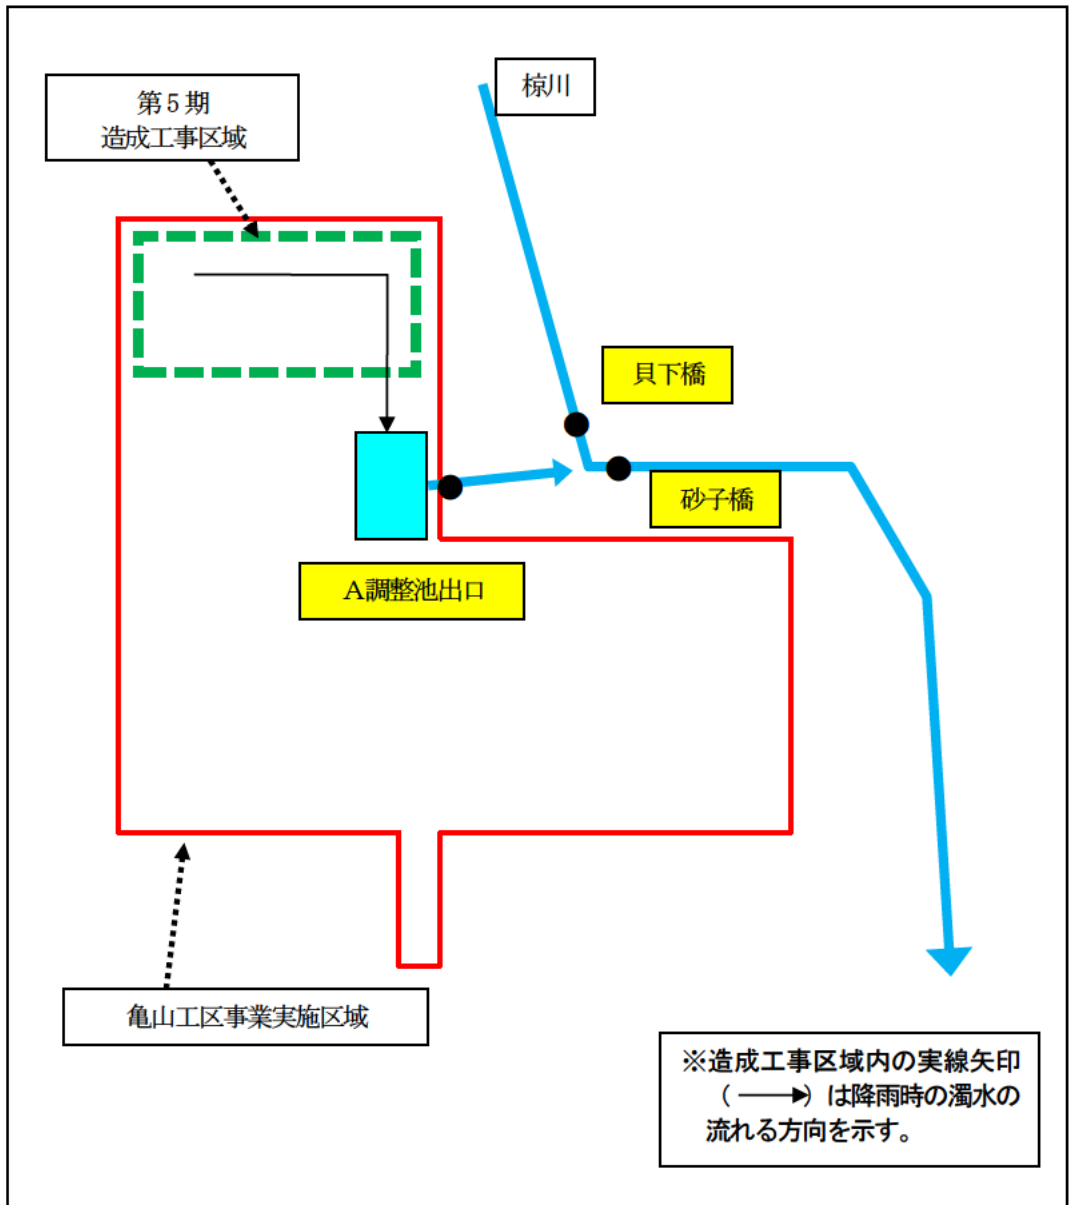 椋川
第5期
造成工事区域
貝下橋
砂子橋
A調整池出口
亀山工区事業実施区域
※造成工事区域内の実線矢印
（ ）は降雨時の濁水の
流れる方向を示す。